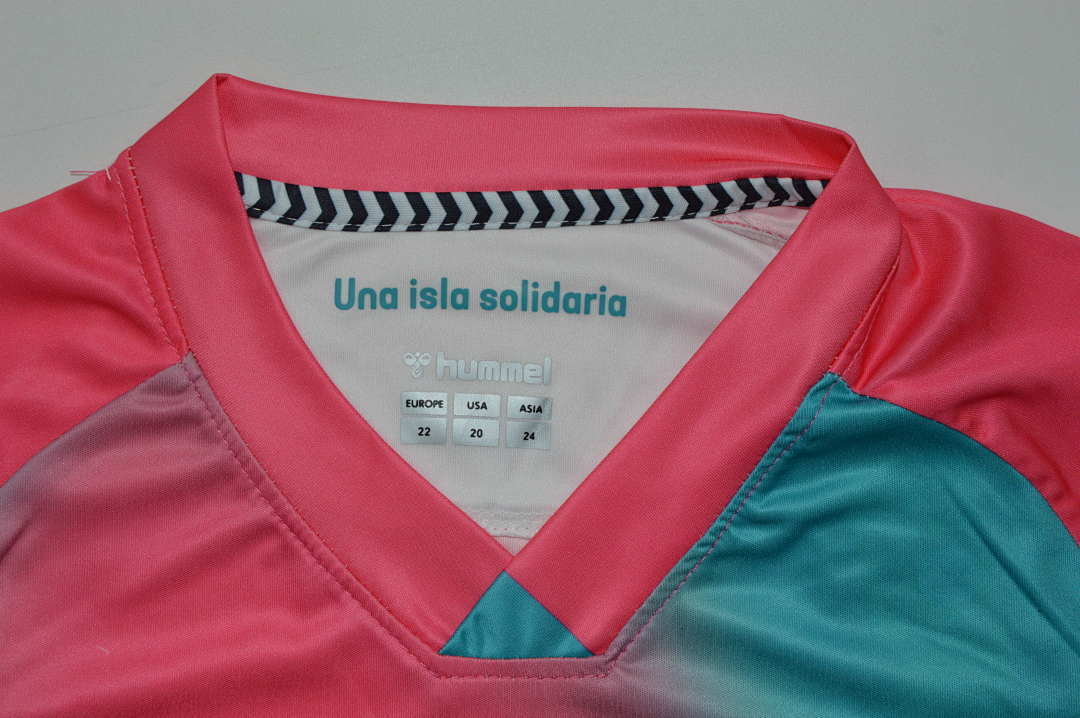 Una isla solidaria
hummel
EUROPE USA ASIA
22 20 24